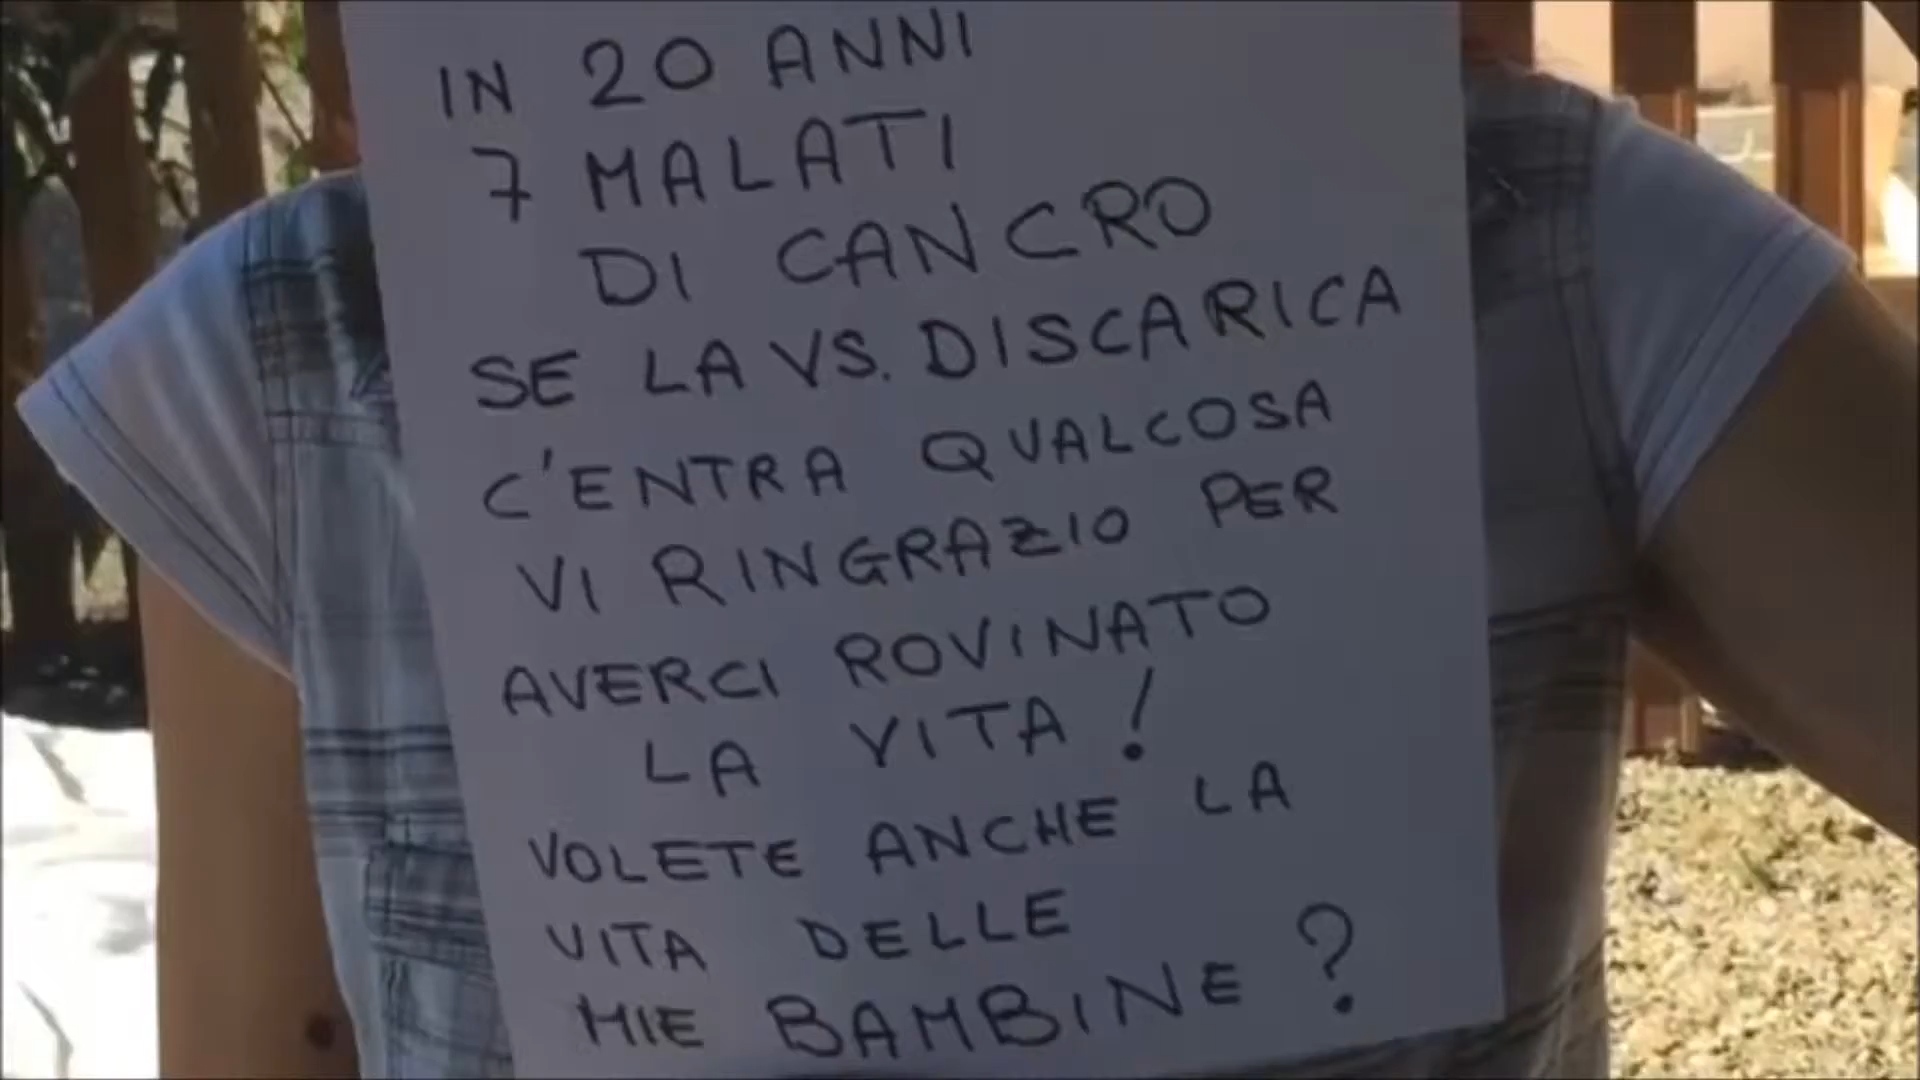 IN 20 ANNI
7 MALATI
DI CANCRO
SE LA VS. DISCARICA
C'ENTRA QUALCOSA
VI RINGRAZIO PER
AVERCI ROVINATO
LA VITA!
VOLETE ANCHE LA
VITA DELLE
MIE BAMBINE?